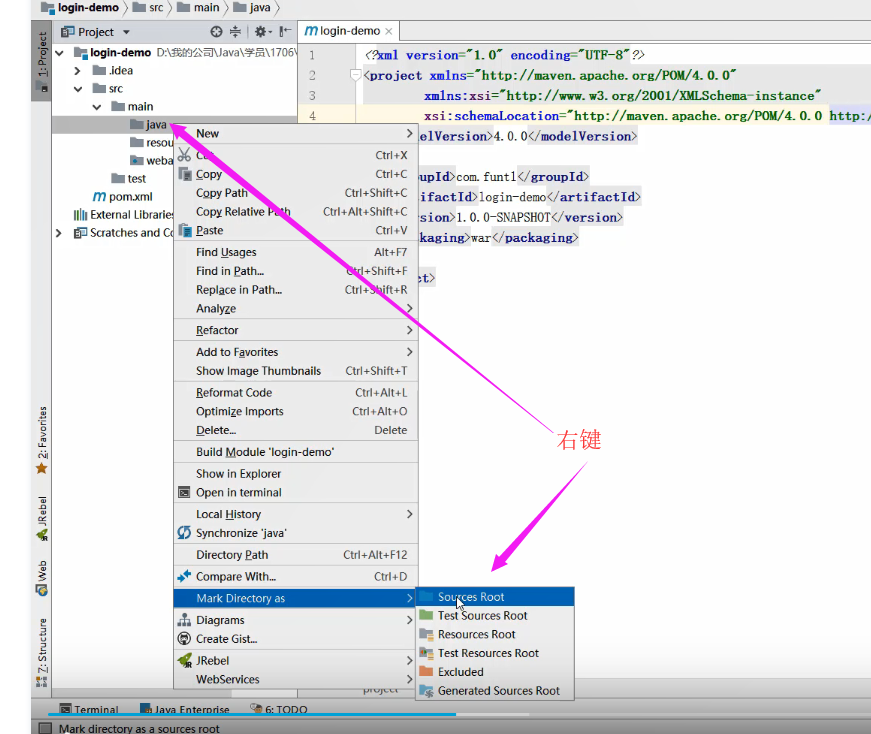 login-demo src main java
Project
login-demo
1: Project
login-demo D:\我的公司\Java\学员\1706\
.idea
src
main
java
resou
weba
test
pom.xml
External Libraries
Scratches and Co
1 <?xml version="1.0" encoding="UTF-8"?>
2 <project xmlns="http://maven.apache.org/POM/4.0.0"
3 xmlns:xsi="http://www.w3.org/2001/XMLSchema-instance"
4 xsi:schemaLocation="http://maven.apache.org/POM/4.0.0 http:/
elVersion>4.0.0</modelVersion>
upId>com.funtl</groupId>
ifactId>login-demo</artifactId>
sion>1.0.0-SNAPSHOT</version>
kaging>war</packaging>
ct>
New
Cut Ctrl+X
Copy Ctrl+C
Copy Path Ctrl+Shift+C
Copy Relative Path Ctrl+Alt+Shift+C
Paste Ctrl+V
Find Usages Alt+F7
Find in Path... Ctrl+Shift+F
Replace in Path... Ctrl+Shift+R
Analyze
Refactor
Add to Favorites
Show Image Thumbnails Ctrl+Shift+T
Reformat Code Ctrl+Alt+L
Optimize Imports Ctrl+Alt+O
Delete... Delete
Build Module 'login-demo'
Show in Explorer
Open in terminal
Local History
Synchronize 'java'
Directory Path Ctrl+Alt+F12
Compare With... Ctrl+D
Mark Directory as
Diagrams
Create Gist...
JRebel
WebServices
右键
Sources Root
Test Sources Root
Resources Root
Test Resources Root
Excluded
Generated Sources Root
project
2: Favorites
JRebel
Web
Z: Structure
Terminal Java Enterprise 6: TODO
Mark directory as a sources root